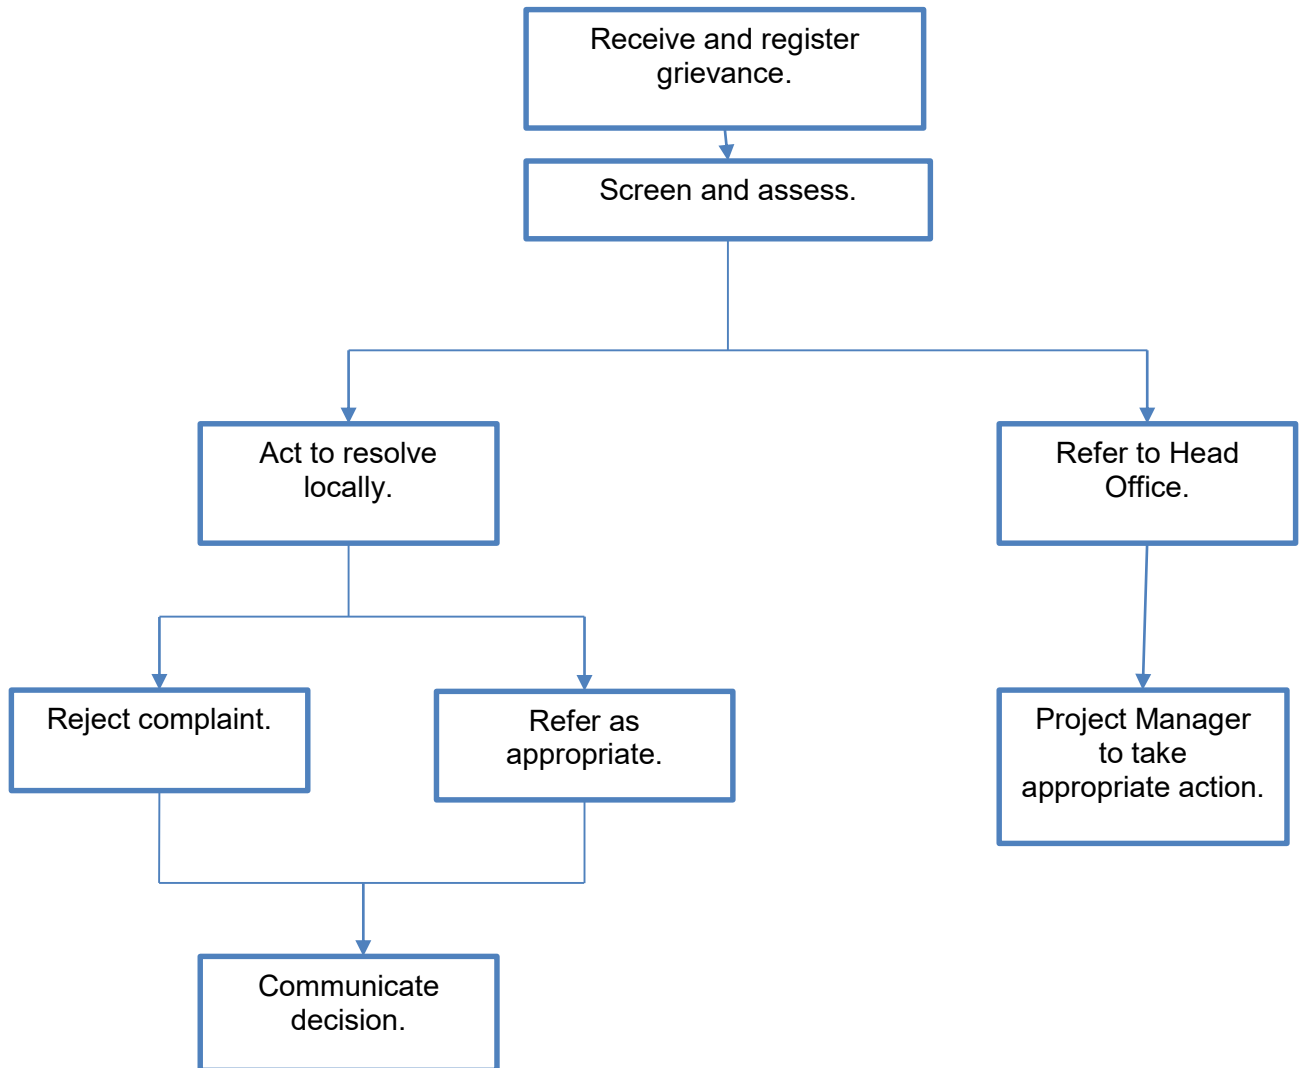 Receive and register
grievance.
Screen and assess.
Act to resolve
locally.
Refer to Head
Office.
Reject complaint.
Refer as
appropriate.
Project Manager
to take
appropriate action.
Communicate
decision.